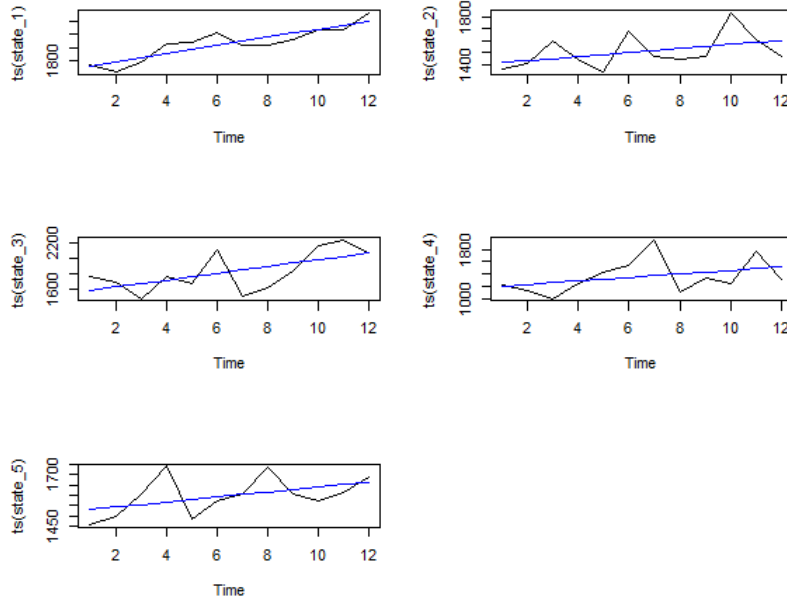 ts(state_1)
1800
2 4 6 8 10 12
Time
ts(state_2)
1400 1800
2 4 6 8 10 12
Time
ts(state_3)
1600 2200
2 4 6 8 10 12
Time
ts(state_4)
1000 1800
2 4 6 8 10 12
Time
ts(state_5)
1450 1700
2 4 6 8 10 12
Time